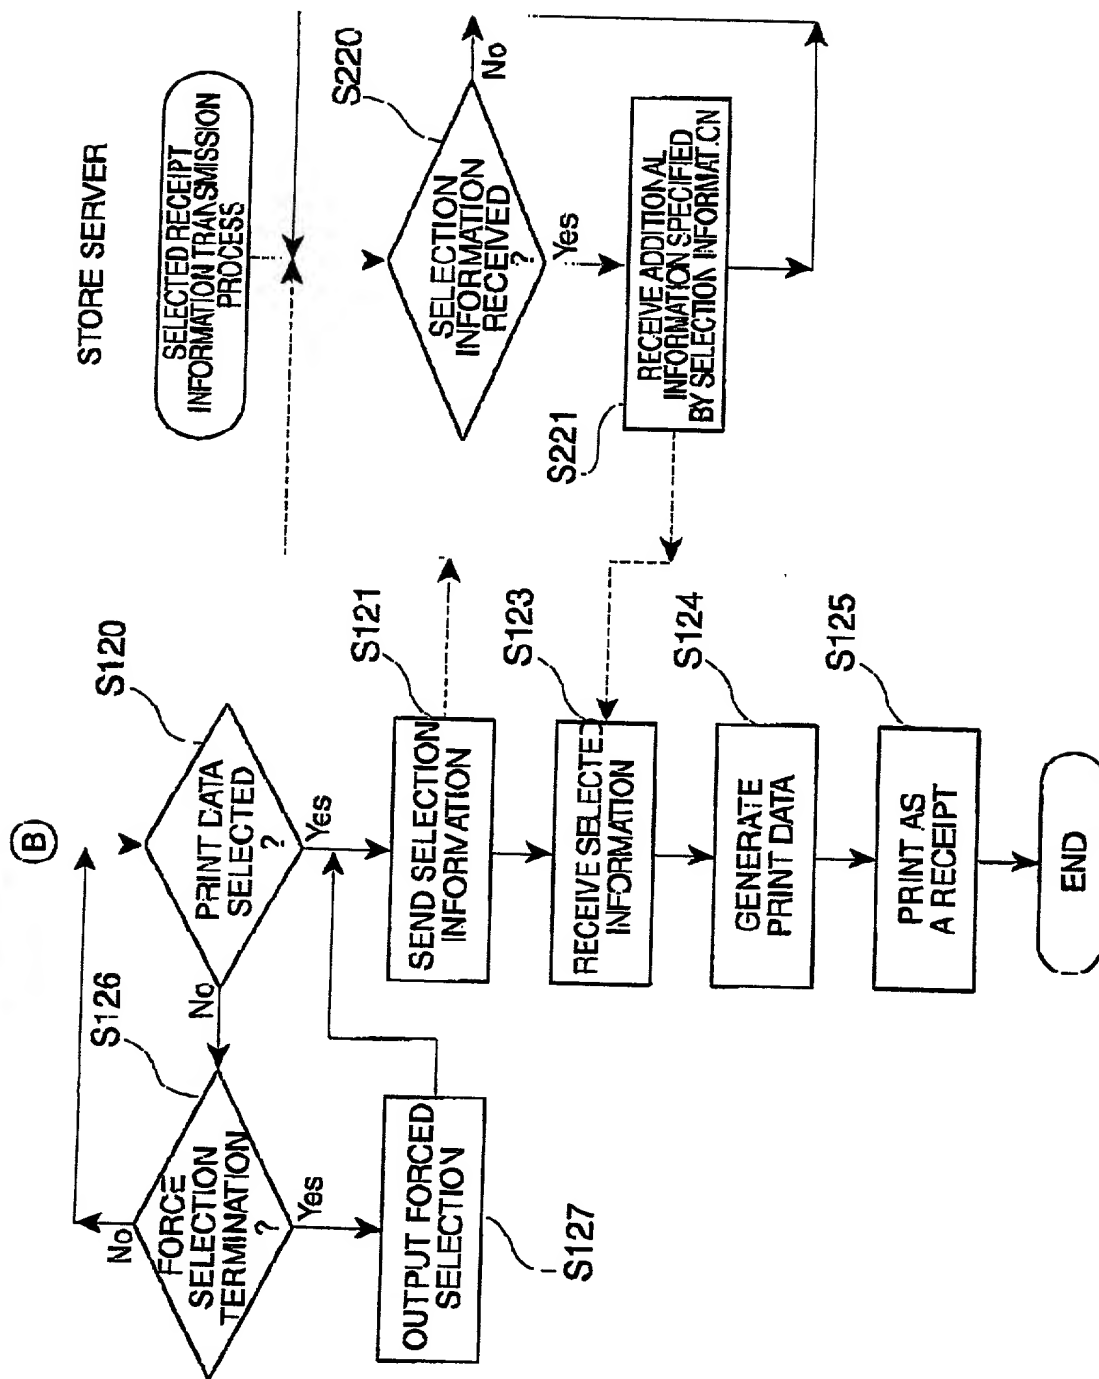 B
STORE SERVER
S120
PRINT DATA
SELECTED
?
Yes
No
S126
FORCE
SELECTION
TERMINATION
?
No
Yes
OUTPUT FORCED
SELECTION
S127
SEND SELECTION
INFORMATION
S121
RECEIVE SELECTED
INFORMATION
S123
GENERATE
PRINT DATA
S124
PRINT AS
A RECEIPT
S125
END
SELECTED RECEIPT
INFORMATION TRANSMISSION
PROCESS
SELECTION
INFORMATION
RECEIVED
?
S220
No
Yes
RECEIVE ADDITIONAL
INFORMATION SPECIFIED
BY SELECTION INFORMAT.CN
S221